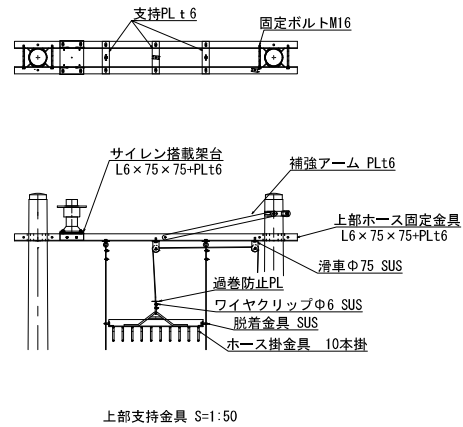 支持PLt6
固定ボルトM16
サイレン搭載架台
L6×75×75+PLt6
補強アーム PLt6
上部ホース固定金具
L6×75×75+PLt6
滑車Φ75 SUS
過巻防止PL
ワイヤクリップΦ6 SUS
脱着金具 SUS
ホース掛金具 10本掛
上部支持金具 S=1:50